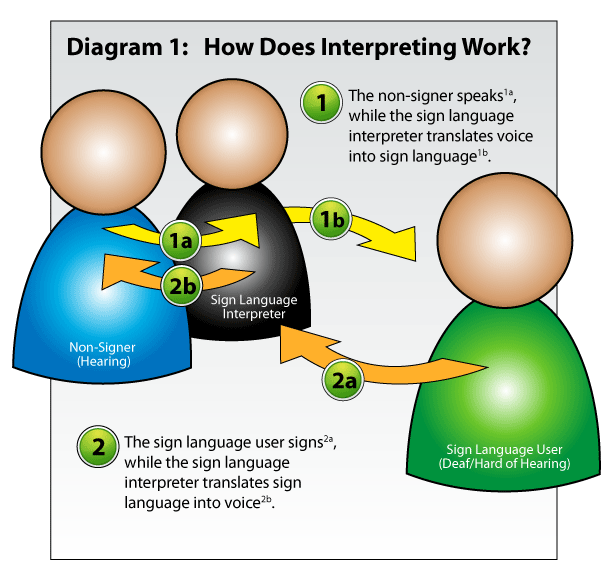 Diagram 1: How Does Interpreting Work?
1
The non-signer speaks1a,
while the sign language
interpreter translates voice
into sign language1b.
1a
1b
2b
Sign Language
Interpreter
Non-Signer
(Hearing)
2a
2
The sign language user signs2a,
while the sign language
interpreter translates sign
language into voice2b.
Sign Language User
(Deaf/Hard of Hearing)